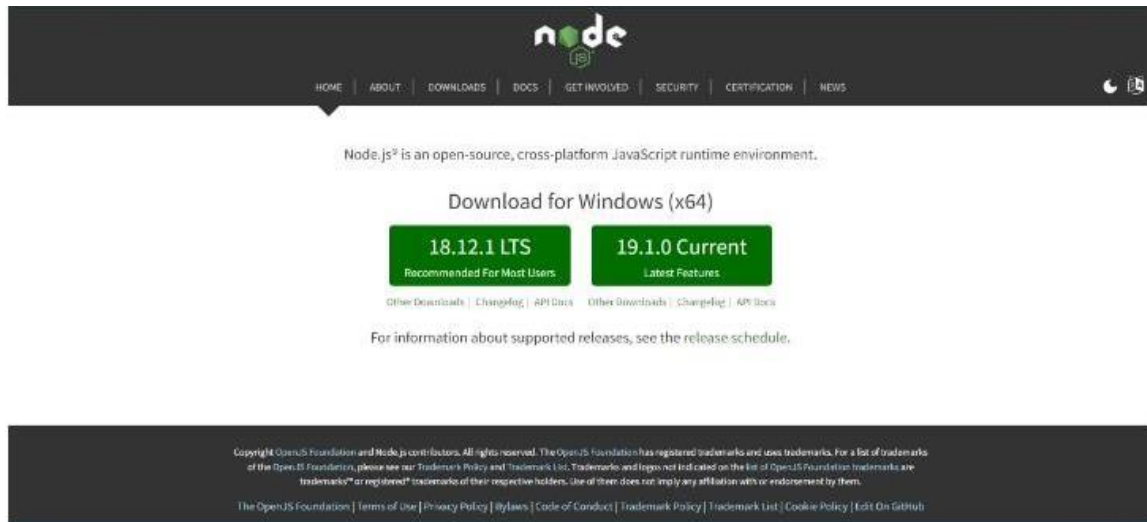 node
JS
HOME | ABOUT | DOWNLOADS | DOCS | GET INVOLVED | SECURITY | CERTIFICATION | NEWS
Node.js® is an open-source, cross-platform JavaScript runtime environment.
Download for Windows (x64)
18.12.1 LTS
Recommended For Most Users
Other Downloads | Changelog | API Docs
19.1.0 Current
Latest Features
Other Downloads | Changelog | API Docs
For information about supported releases, see the release schedule.
Copyright OpenJS Foundation and Node.js contributors. All rights reserved. The OpenJS Foundation has registered trademarks and uses trademarks. For a list of trademarks
of the OpenJS Foundation, please see our Trademark Policy and Trademark List. Trademarks and logos not indicated on the list of OpenJS Foundation trademarks are
trademarks™ or registered® trademarks of their respective holders. Use of them does not imply any affiliation with or endorsement by them.
The OpenJS Foundation | Terms of Use | Privacy Policy | Bylaws | Code of Conduct | Trademark Policy | Trademark List | Cookie Policy | Edit On GitHub